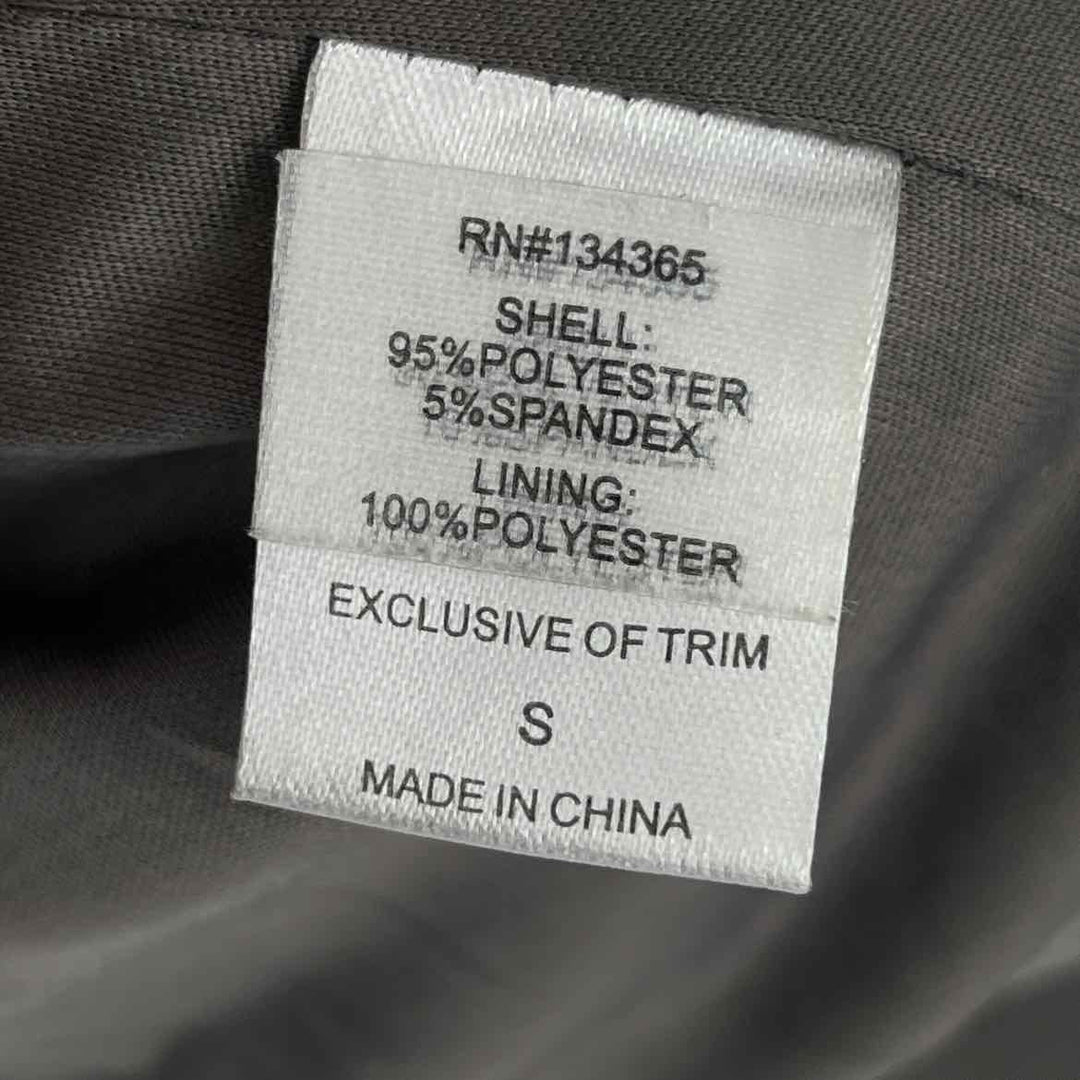 RN#134365
SHELL:
95%POLYESTER
5%SPANDEX
LINING:
100%POLYESTER
EXCLUSIVE OF TRIM
S
MADE IN CHINA